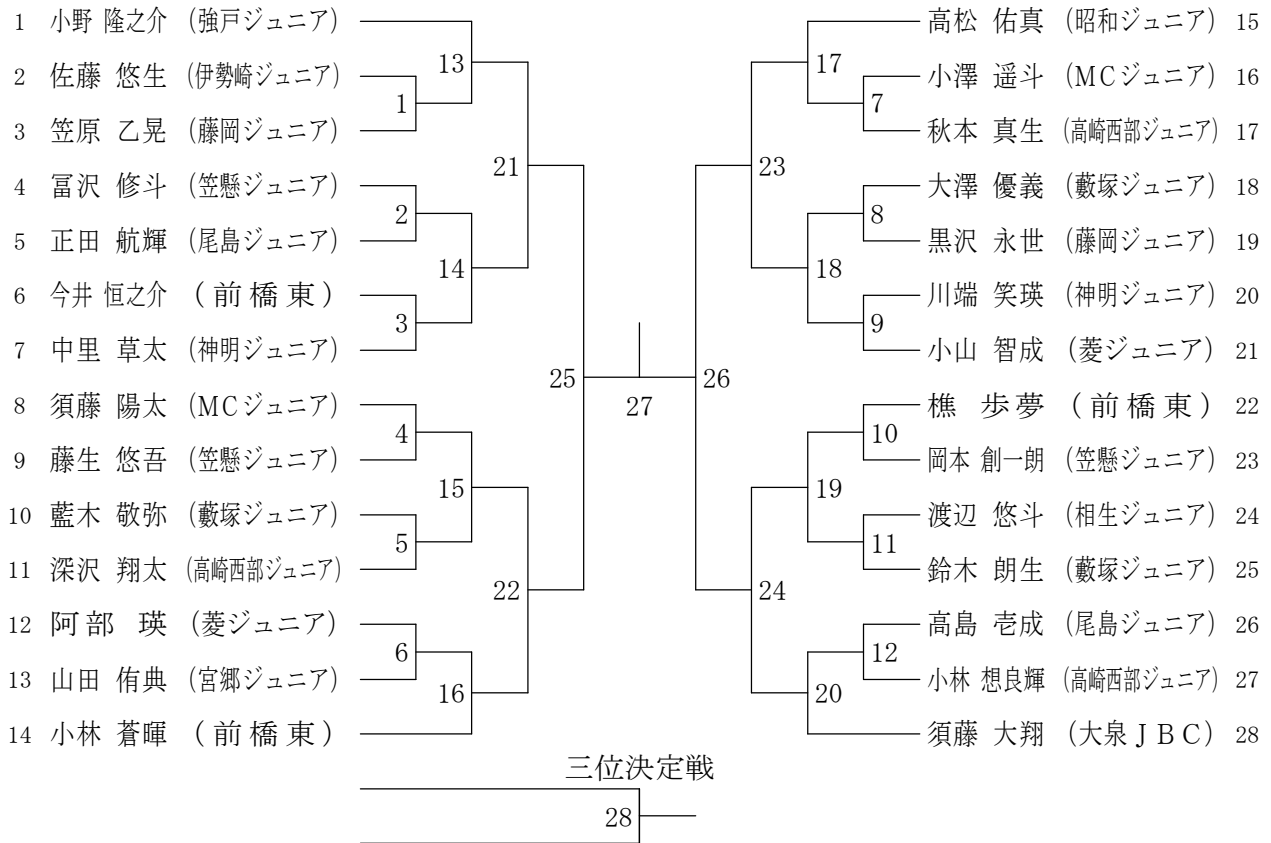 1 小野 隆之介 (強戸ジュニア)
2 佐藤 悠生 (伊勢崎ジュニア)
3 笠原 乙晃 (藤岡ジュニア)
4 冨沢 修斗 (笠懸ジュニア)
5 正田 航輝 (尾島ジュニア)
6 今井 恒之介 (前橋東)
7 中里 草太 (神明ジュニア)
8 須藤 陽太 (MCジュニア)
9 藤生 悠吾 (笠懸ジュニア)
10 藍木 敬弥 (藪塚ジュニア)
11 深沢 翔太 (高崎西部ジュニア)
12 阿部 瑛 (菱ジュニア)
13 山田 侑典 (宮郷ジュニア)
14 小林 蒼暉 (前橋東)
13
1
21
2
14
3
25
4
15
5
22
6
16
27
17
7
23
8
18
9
26
10
19
11
24
12
20
高松 佑真 (昭和ジュニア) 15
小澤 遥斗 (MCジュニア) 16
秋本 真生 (高崎西部ジュニア) 17
大澤 優義 (藪塚ジュニア) 18
黒沢 永世 (藤岡ジュニア) 19
川端 笑瑛 (神明ジュニア) 20
小山 智成 (菱ジュニア) 21
樵 歩夢 (前橋東) 22
岡本 創一朗 (笠懸ジュニア) 23
渡辺 悠斗 (相生ジュニア) 24
鈴木 朗生 (藪塚ジュニア) 25
高島 壱成 (尾島ジュニア) 26
小林 想良輝 (高崎西部ジュニア) 27
須藤 大翔 (大泉JBC) 28
三位決定戦
28